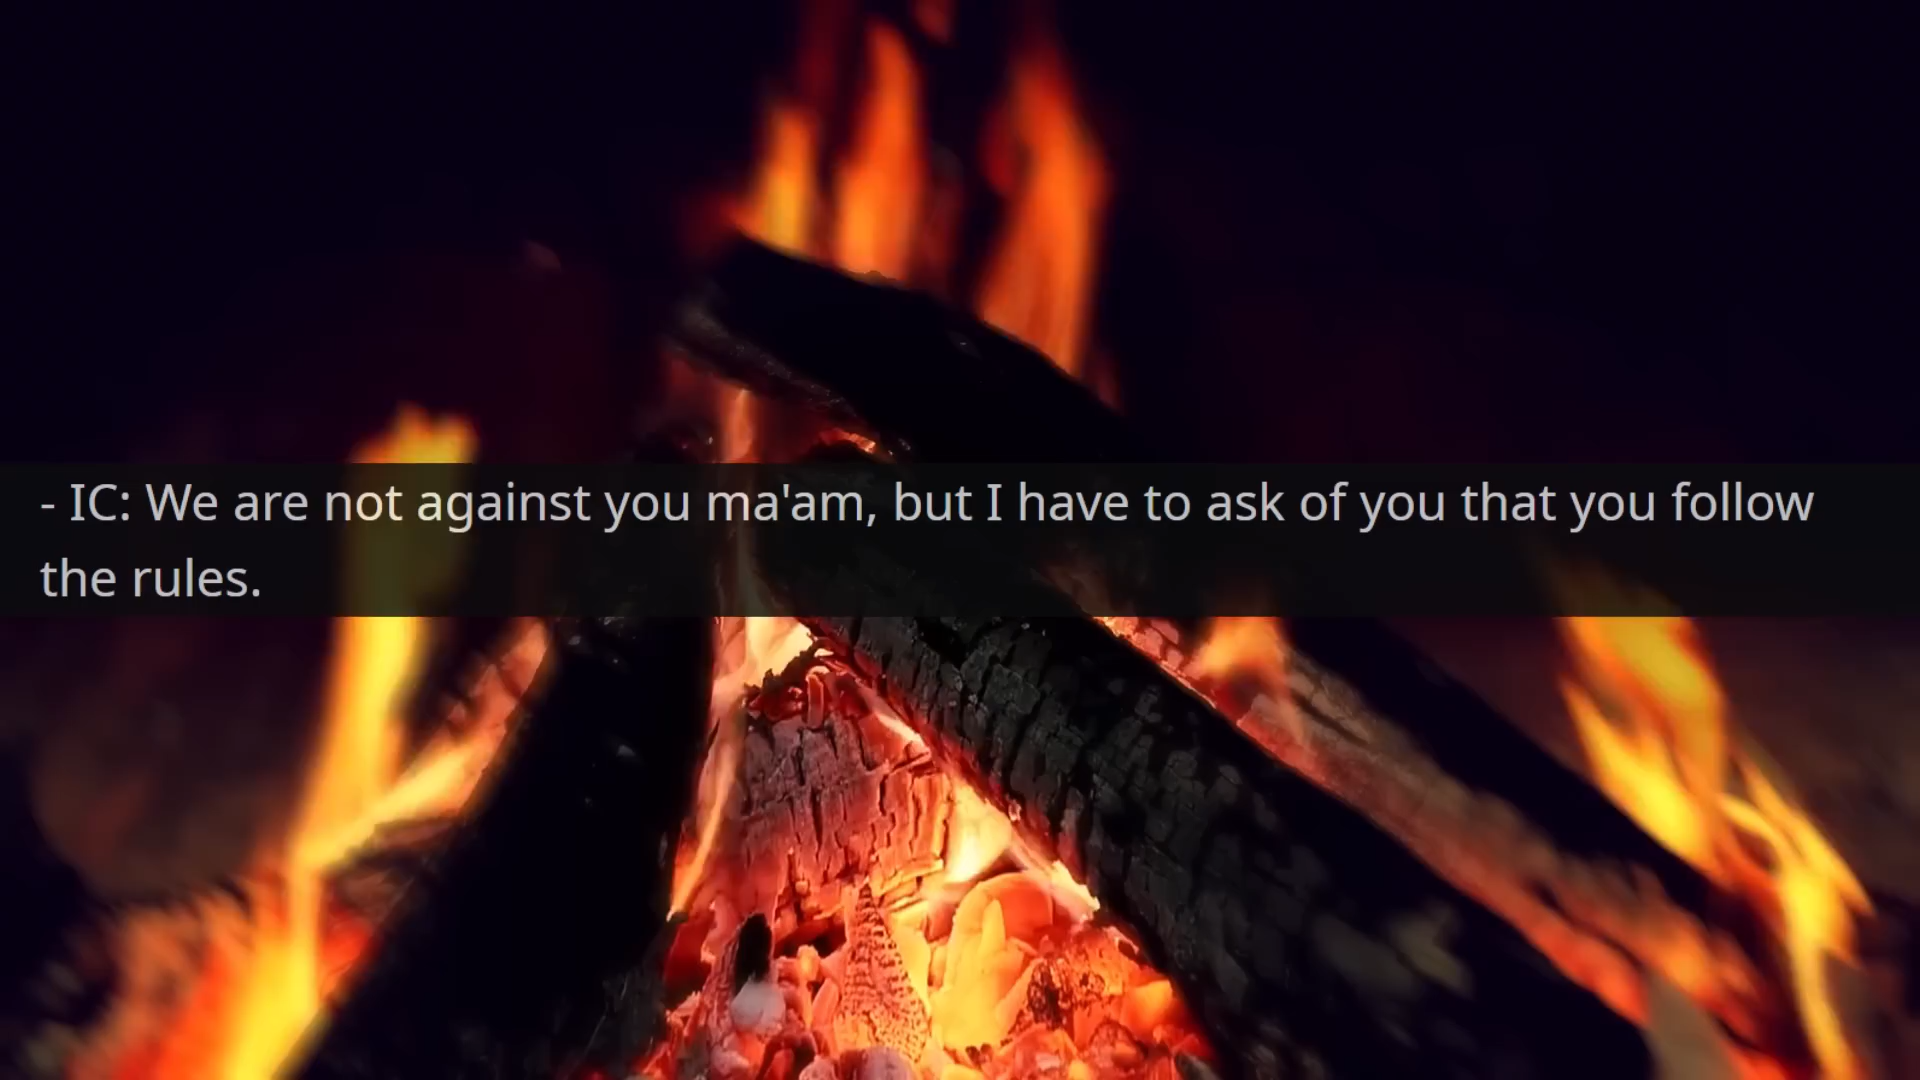 - IC: We are not against you ma'am, but I have to ask of you that you follow
the rules.